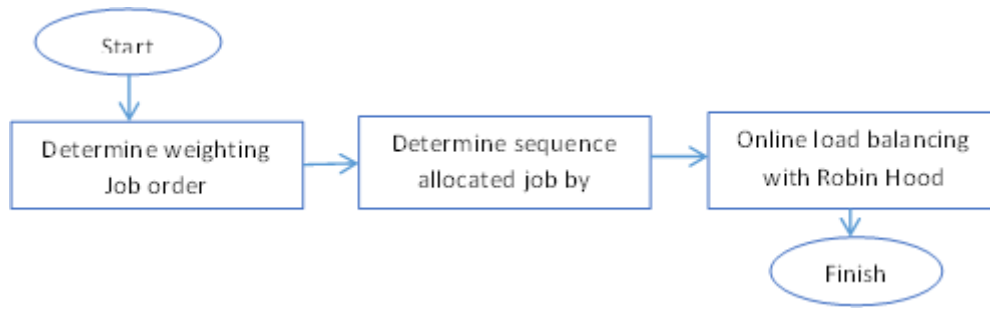 Start
Determine weighting
Job order
Determine sequence
allocated job by
Online load balancing
with Robin Hood
Finish